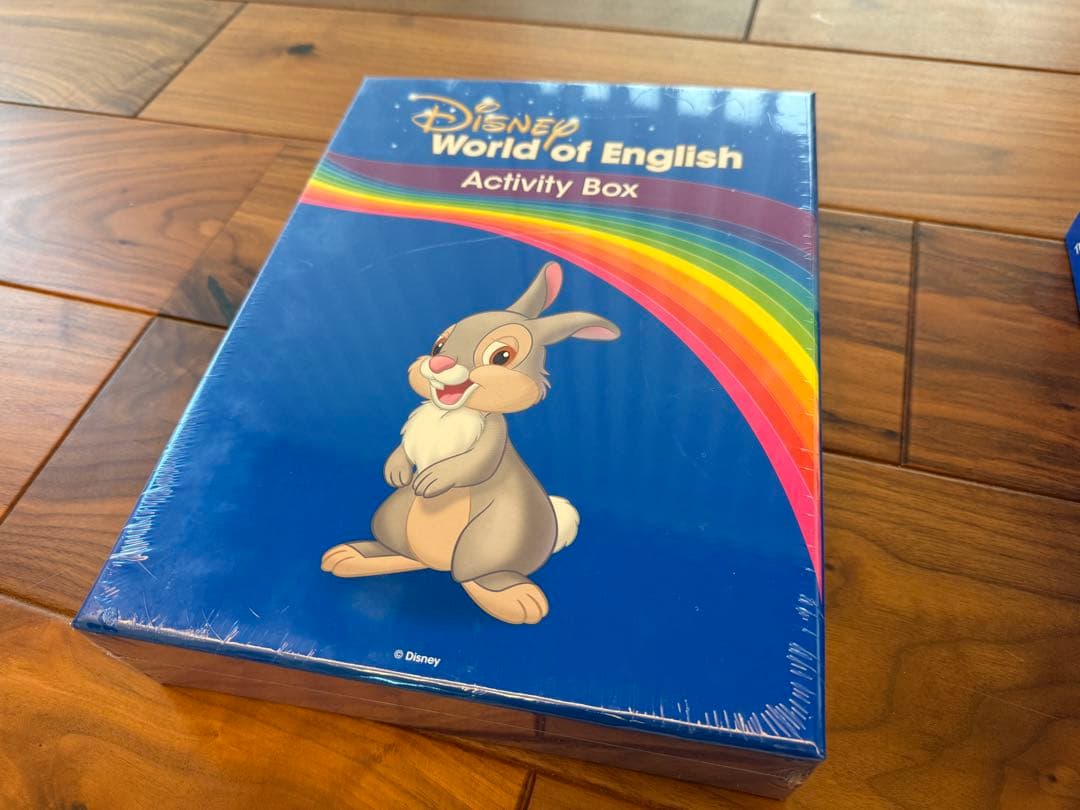 Disney
World of English
Activity Box
© Disney